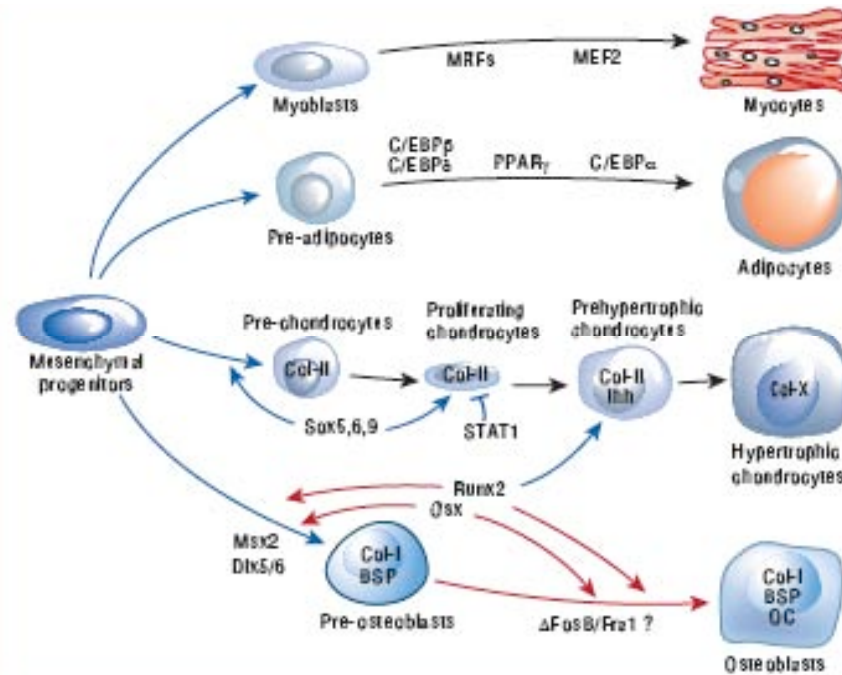 MRFs
MEF2
Myoblasts
Myocytes
C/EBPβ
C/EBPδ
PPARγ
C/EBPα
Pre-adipocytes
Adipocytes
Mesenchymal
progenitors
Pre-chondrocytes
Col-II
Proliferating
chondrocytes
Col-II
Prehypertrophic
chondrocytes
Col-II
Ihh
Col-X
Sox5,6,9
STAT1
Hypertrophic
chondrocytes
Runx2
Osx
Msx2
Dlx5/6
Col-I
BSP
Pre-osteoblasts
ΔFosB/Fra1 ?
Col-I
BSP
OC
Osteoblasts